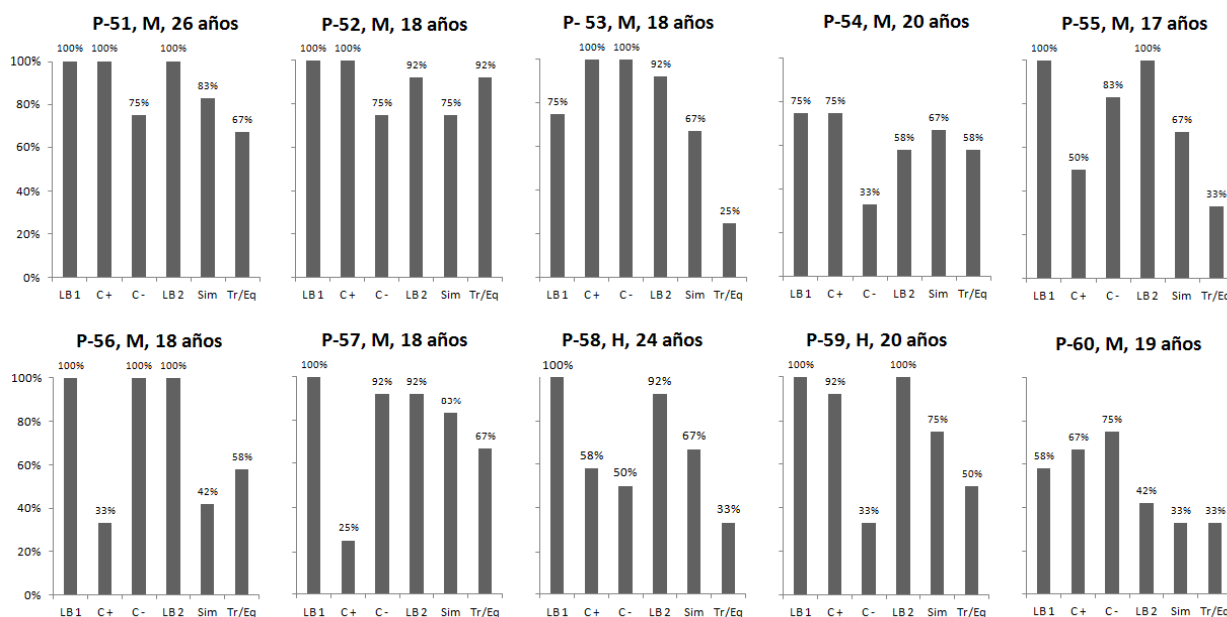 P-51, M, 26 años
100% 100% 75% 100% 83% 67%
100%
80%
60%
40%
20%
0%
LB 1 C + C - LB 2 Sim Tr/Eq
P-52, M, 18 años
100% 100% 75% 92% 75% 92%
LB 1 C + C - LB 2 Sim Tr/Eq
P- 53, M, 18 años
75% 100% 100% 92% 67% 25%
LB 1 C + C - LB 2 Sim Tr/Eq
P-54, M, 20 años
75% 75% 33% 58% 67% 58%
LB 1 C + C - LB 2 Sim Tr/Eq
P-55, M, 17 años
100% 50% 83% 100% 67% 33%
LB 1 C + C - LB 2 Sim Tr/Eq
P-56, M, 18 años
100% 33% 100% 100% 42% 58%
100%
80%
60%
40%
20%
0%
LB 1 C + C - LB 2 Sim Tr/Eq
P-57, M, 18 años
100% 25% 92% 92% 83% 67%
LB 1 C + C - LB 2 Sim Tr/Eq
P-58, H, 24 años
100% 58% 50% 92% 67% 33%
LB 1 C + C - LB 2 Sim Tr/Eq
P-59, H, 20 años
100% 92% 33% 100% 75% 50%
LB 1 C + C - LB 2 Sim Tr/Eq
P-60, M, 19 años
58% 67% 75% 42% 33% 33%
LB 1 C + C - LB 2 Sim Tr/Eq